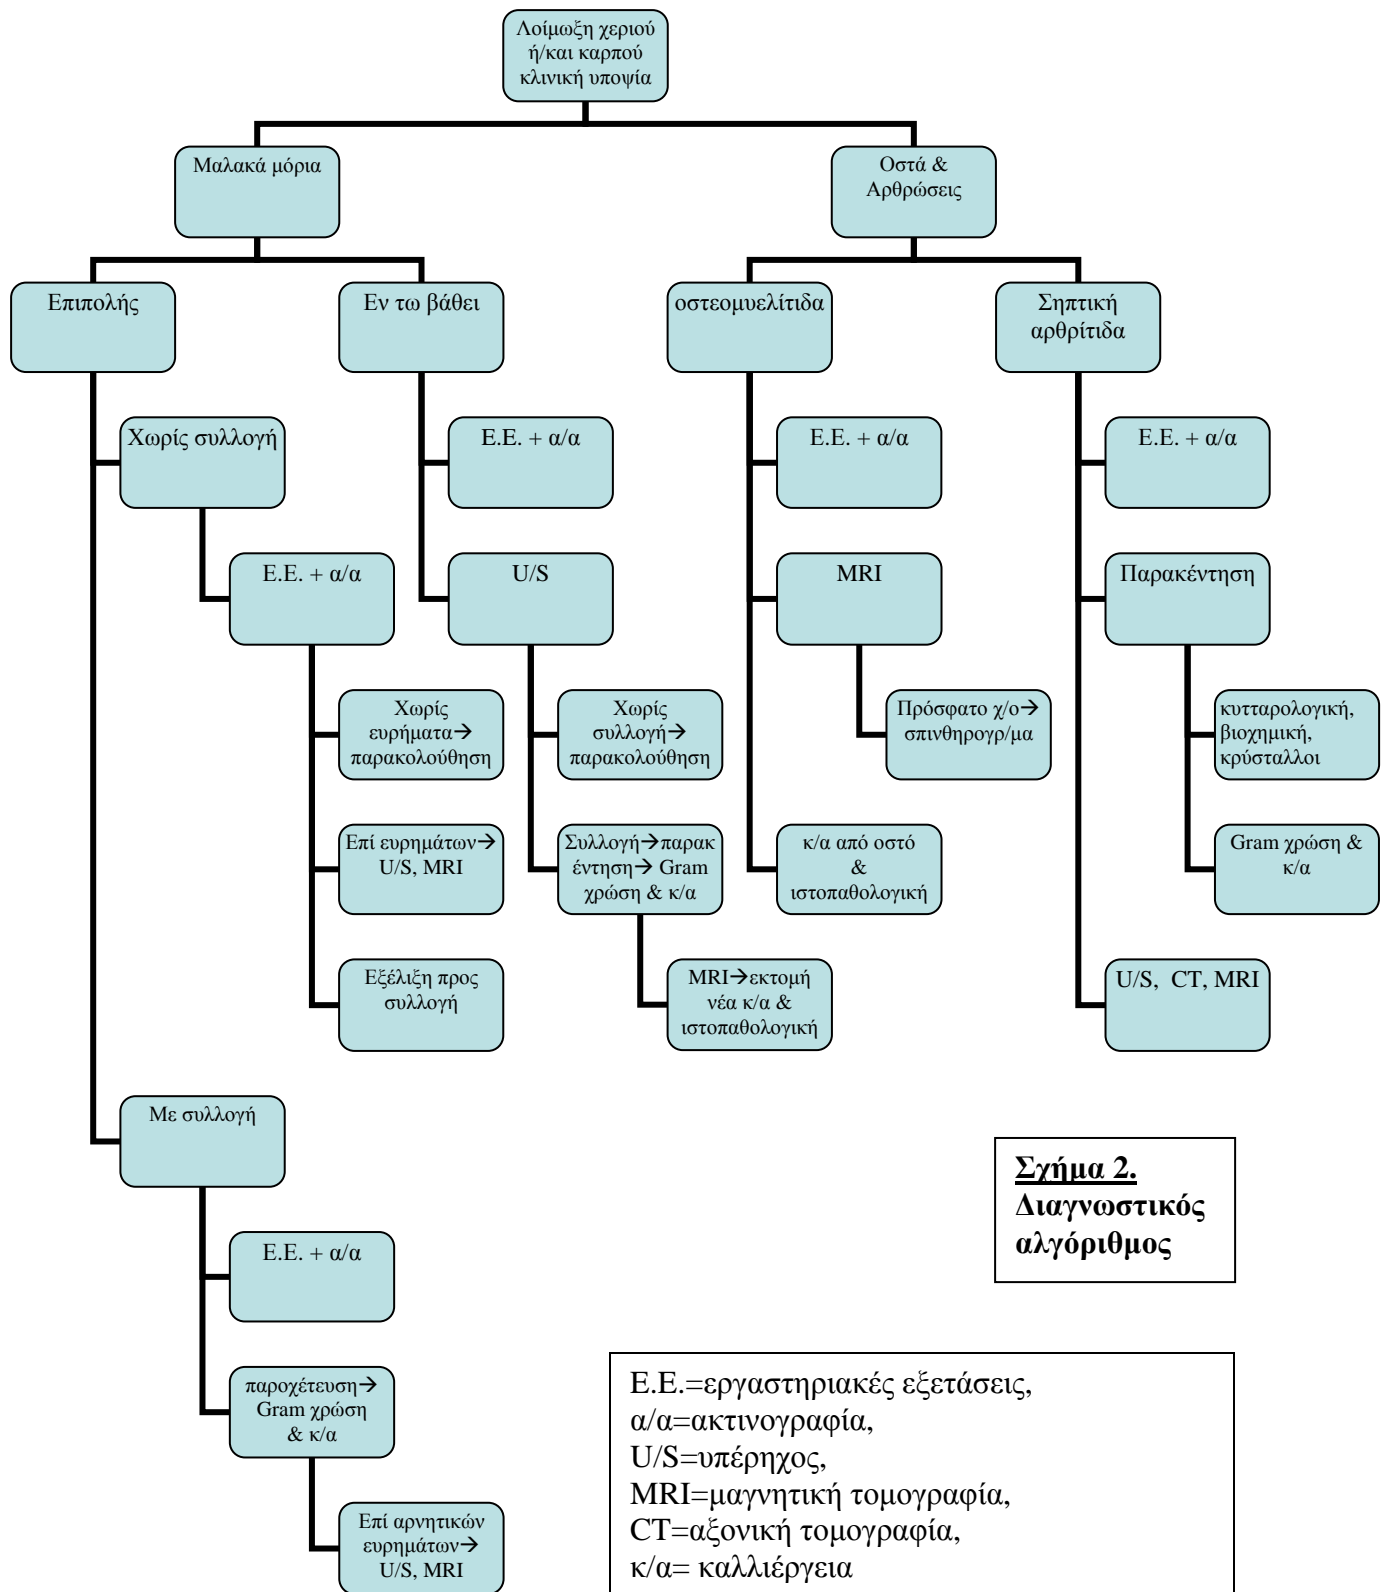 Λοίμωξη χεριού
ή/και καρπού
κλινική υποψία
Μαλακά μόρια
Οστά &
Αρθρώσεις
Επιπολής
Εν τω βάθει
οστεομυελίτιδα
Σηπτική
αρθρίτιδα
Χωρίς συλλογή
Ε.Ε. + α/α
Ε.Ε. + α/α
Ε.Ε. + α/α
Ε.Ε. + α/α
U/S
MRI
Παρακέντηση
Χωρίς
ευρήματα→
παρακολούθηση
Χωρίς
συλλογή→
παρακολούθηση
Πρόσφατο χ/ο→
σπινθηρογρ/μα
κυτταρολογική,
βιοχημική,
κρύσταλλοι
Επί ευρημάτων→
U/S, MRI
Συλλογή→παρακ
έντηση→ Gram
χρώση & κ/α
κ/α από οστό
&
ιστοπαθολογική
Gram χρώση &
κ/α
Εξέλιξη προς
συλλογή
MRI→εκτομή
νέα κ/α &
ιστοπαθολογική
U/S, CT, MRI
Με συλλογή
Σχήμα 2.
Διαγνωστικός
αλγόριθμος
Ε.Ε. + α/α
παροχέτευση→
Gram χρώση
& κ/α
Επί αρνητικών
ευρημάτων→
U/S, MRI
Ε.Ε.=εργαστηριακές εξετάσεις,
α/α=ακτινογραφία,
U/S=υπέρηχος,
MRI=μαγνητική τομογραφία,
CT=αξονική τομογραφία,
κ/α= καλλιέργεια